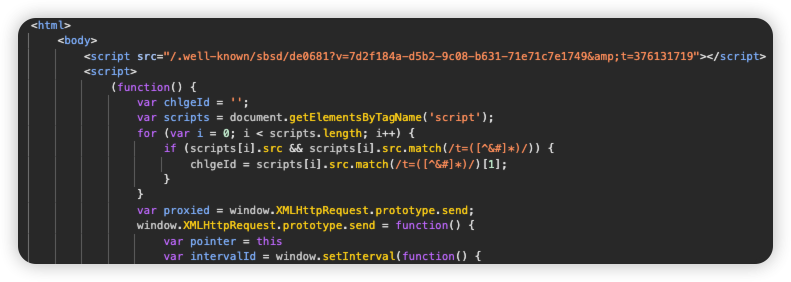 <html>
<body>
<script src="/.well-known/sbsd/de0681?v=7d2f184a-d5b2-9c08-b631-71e71c7e1749&amp;t=376131719"></script>
<script>
(function() {
var chlgeId = '';
var scripts = document.getElementsByTagName('script');
for (var i = 0; i < scripts.length; i++) {
if (scripts[i].src && scripts[i].src.match(/t=([^&#]*)/)) {
chlgeId = scripts[i].src.match(/t=([^&#]*)/)[1];
}
}
var proxied = window.XMLHttpRequest.prototype.send;
window.XMLHttpRequest.prototype.send = function() {
var pointer = this
var intervalId = window.setInterval(function() {